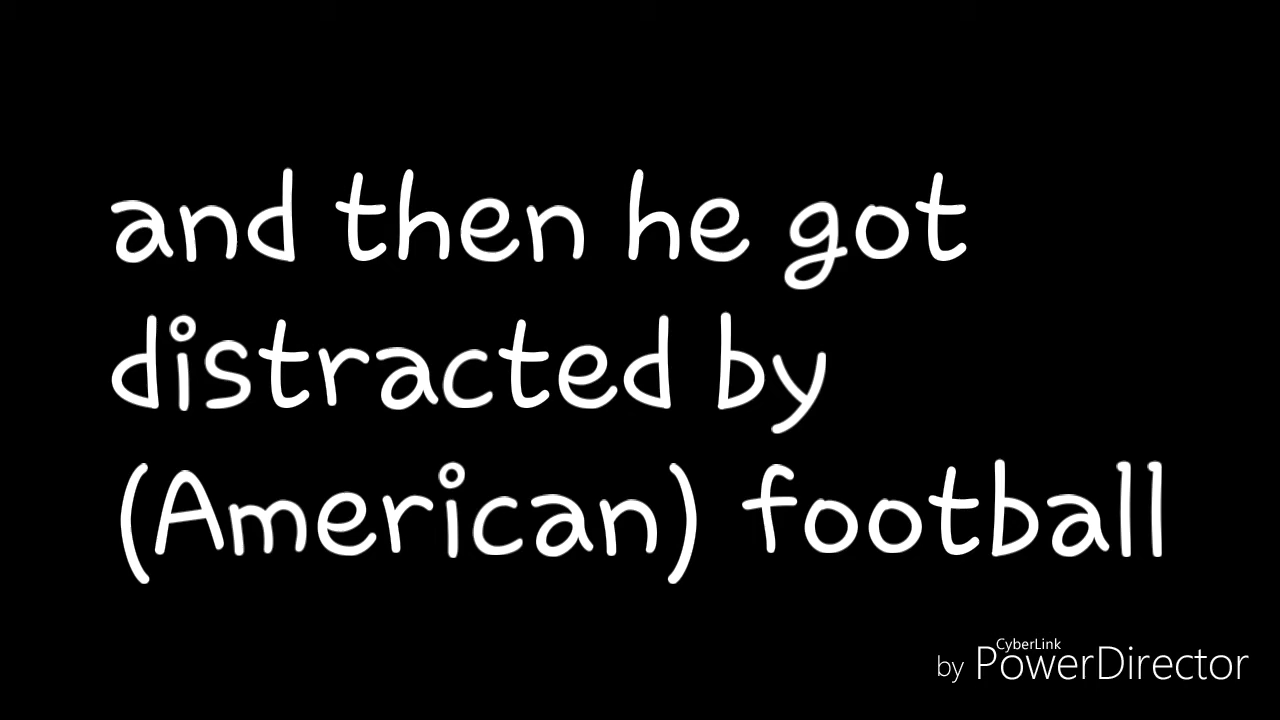 and then he got
distracted by
(American) football
CyberLink
by PowerDirector